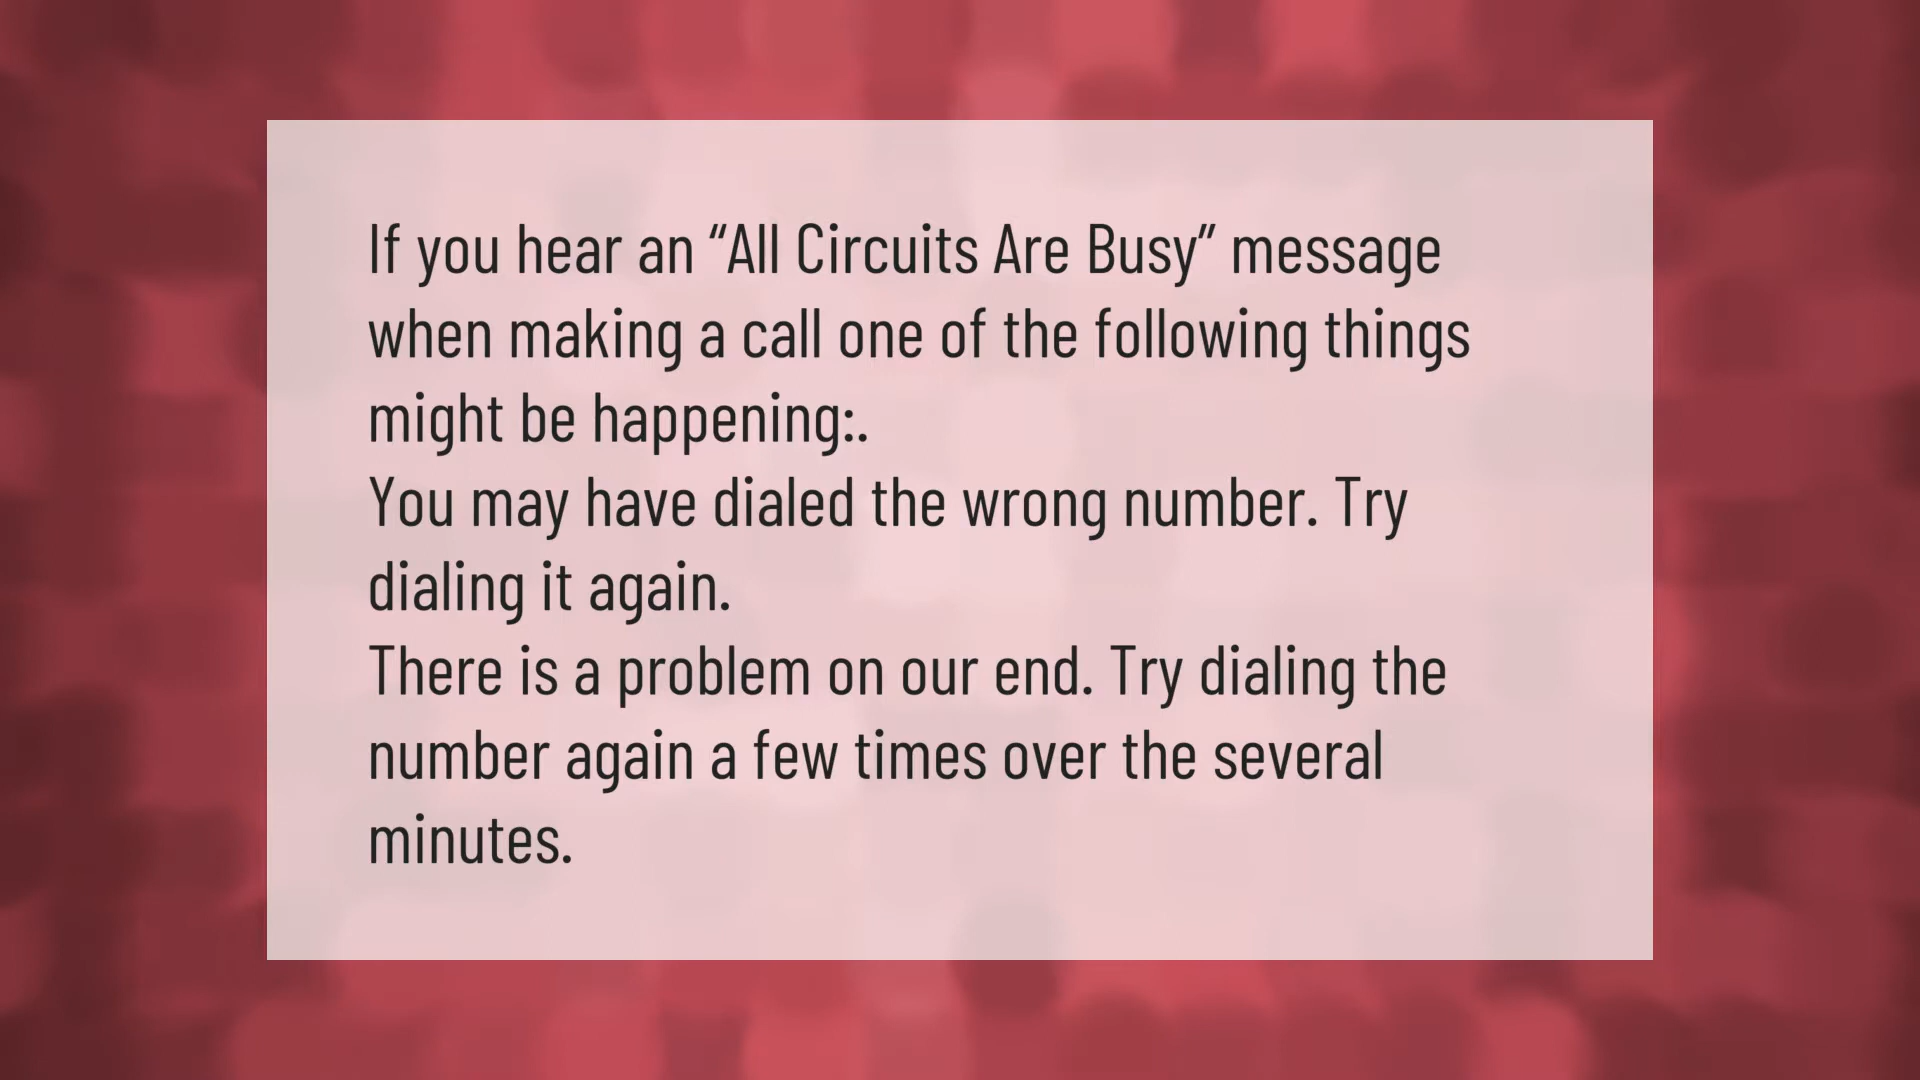 If you hear an “All Circuits Are Busy” message
when making a call one of the following things
might be happening:.
You may have dialed the wrong number. Try
dialing it again.
There is a problem on our end. Try dialing the
number again a few times over the several
minutes.